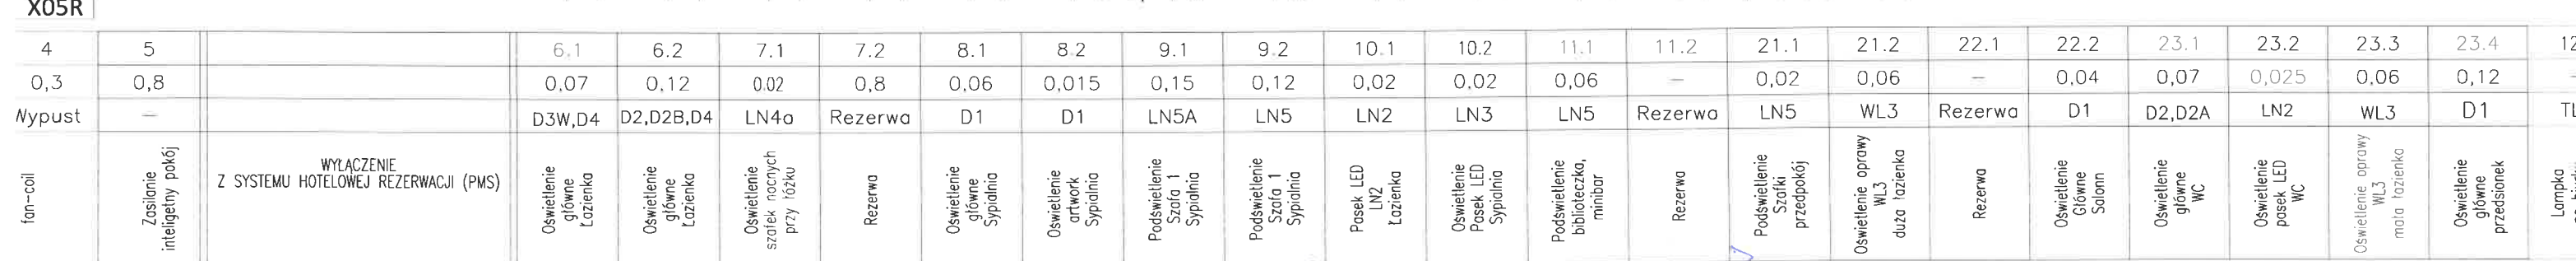 X05R
4 5 6.1 6.2 7.1 7.2 8.1 8.2 9.1 9.2 10.1 10.2 11.1 11.2 21.1 21.2 22.1 22.2 23.1 23.2 23.3 23.4
0,3 0,8 0,07 0,12 0.02 0,8 0,06 0,015 0,15 0,12 0,02 0,02 0,06 — 0,02 0,06 — 0,04 0,07 0,025 0,06 0,12
Wypust — D3W,D4 D2,D2B,D4 LN4a Rezerwa D1 D1 LN5A LN5 LN2 LN3 LN5 Rezerwa LN5 WL3 Rezerwa D1 D2,D2A LN2 WL3 D1
fan-coil
Zasilanie
inteligetny pokój
WYŁĄCZENIE
Z SYSTEMU HOTELOWEJ REZERWACJI (PMS)
Oświetlenie
główne
Łazienka
Oświetlenie
główne
Łazienka
Oświetlenie
szafek nocnych
przy łóżku
Rezerwa
Oświetlenie
główne
Sypialnia
Oświetlenie
artwork
Sypialnia
Podświetlenie
Szafa 1
Sypialnia
Podświetlenie
Szafa 1
Sypialnia
Pasek LED
LN2
Łazienka
Oświetlenie
Pasek LED
Sypialnia
Podświetlenie
biblioteczka,
minibar
Rezerwa
Podświetlenie
Szafki
przedpokój
Oświetlenie oprawy
WL3
duża łazienka
Rezerwa
Oświetlenie
Główne
Salonn
Oświetlenie
główne
WC
Oświetlenie
pasek LED
WC
Oświetlenie oprawy
WL3
mała łazienka
Oświetlenie
główne
przedsionek
Lampka